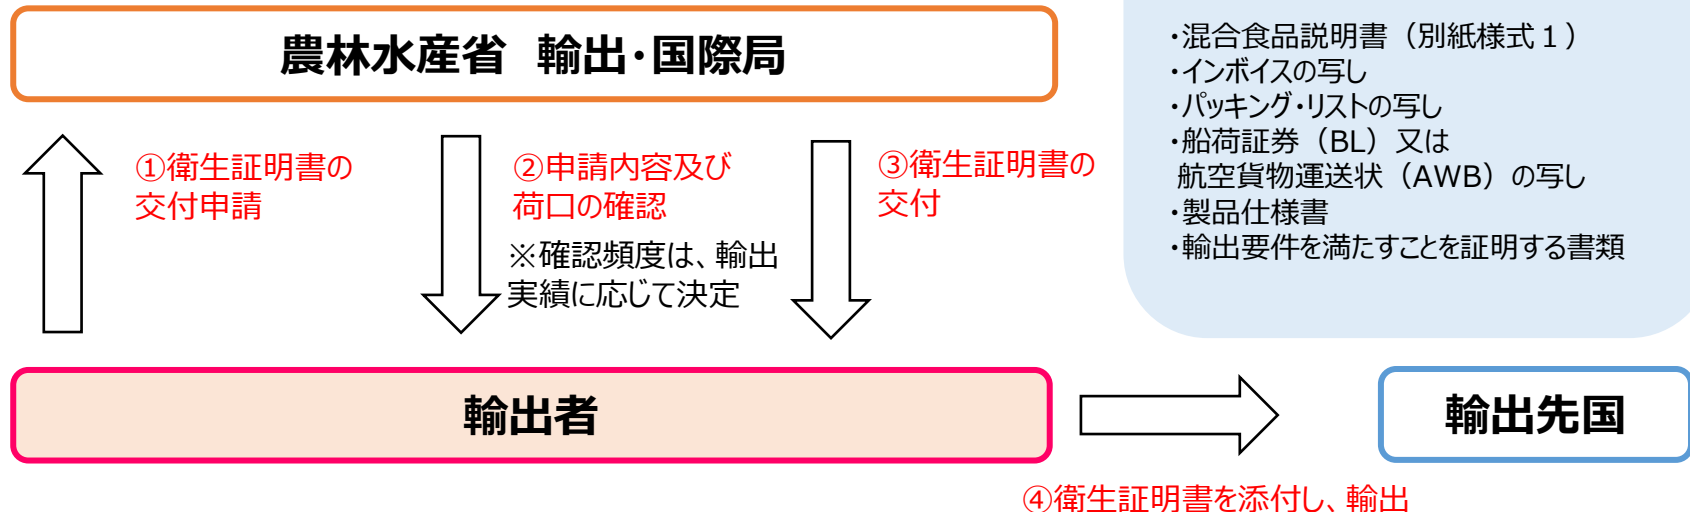 農林水産省 輸出・国際局
・混合食品説明書（別紙様式１）
・インボイスの写し
・パッキング・リストの写し
・船荷証券（BL）又は
航空貨物運送状（AWB）の写し
・製品仕様書
・輸出要件を満たすことを証明する書類
①衛生証明書の
交付申請
②申請内容及び
荷口の確認
※確認頻度は、輸出
実績に応じて決定
③衛生証明書の
交付
輸出者
輸出先国
④衛生証明書を添付し、輸出